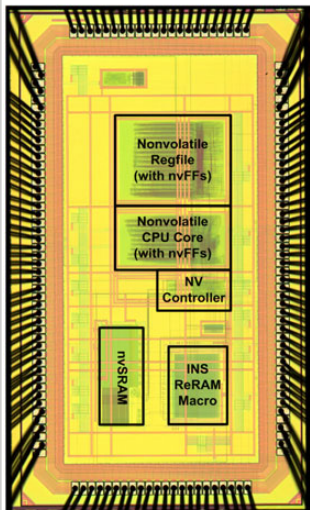 Nonvolatile
Regfile
(with nvFFs)
Nonvolatile
CPU Core
(with nvFFs)
NV
Controller
nvSRAM
INS
ReRAM
Macro